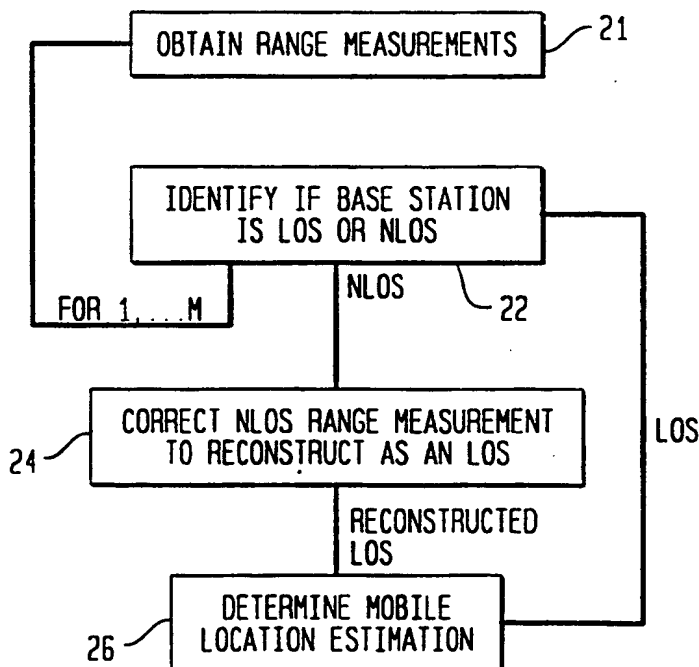 OBTAIN RANGE MEASUREMENTS
21
IDENTIFY IF BASE STATION
IS LOS OR NLOS
22
NLOS
FOR 1,...M
CORRECT NLOS RANGE MEASUREMENT
TO RECONSTRUCT AS AN LOS
24
LOS
RECONSTRUCTED
LOS
DETERMINE MOBILE
LOCATION ESTIMATION
26